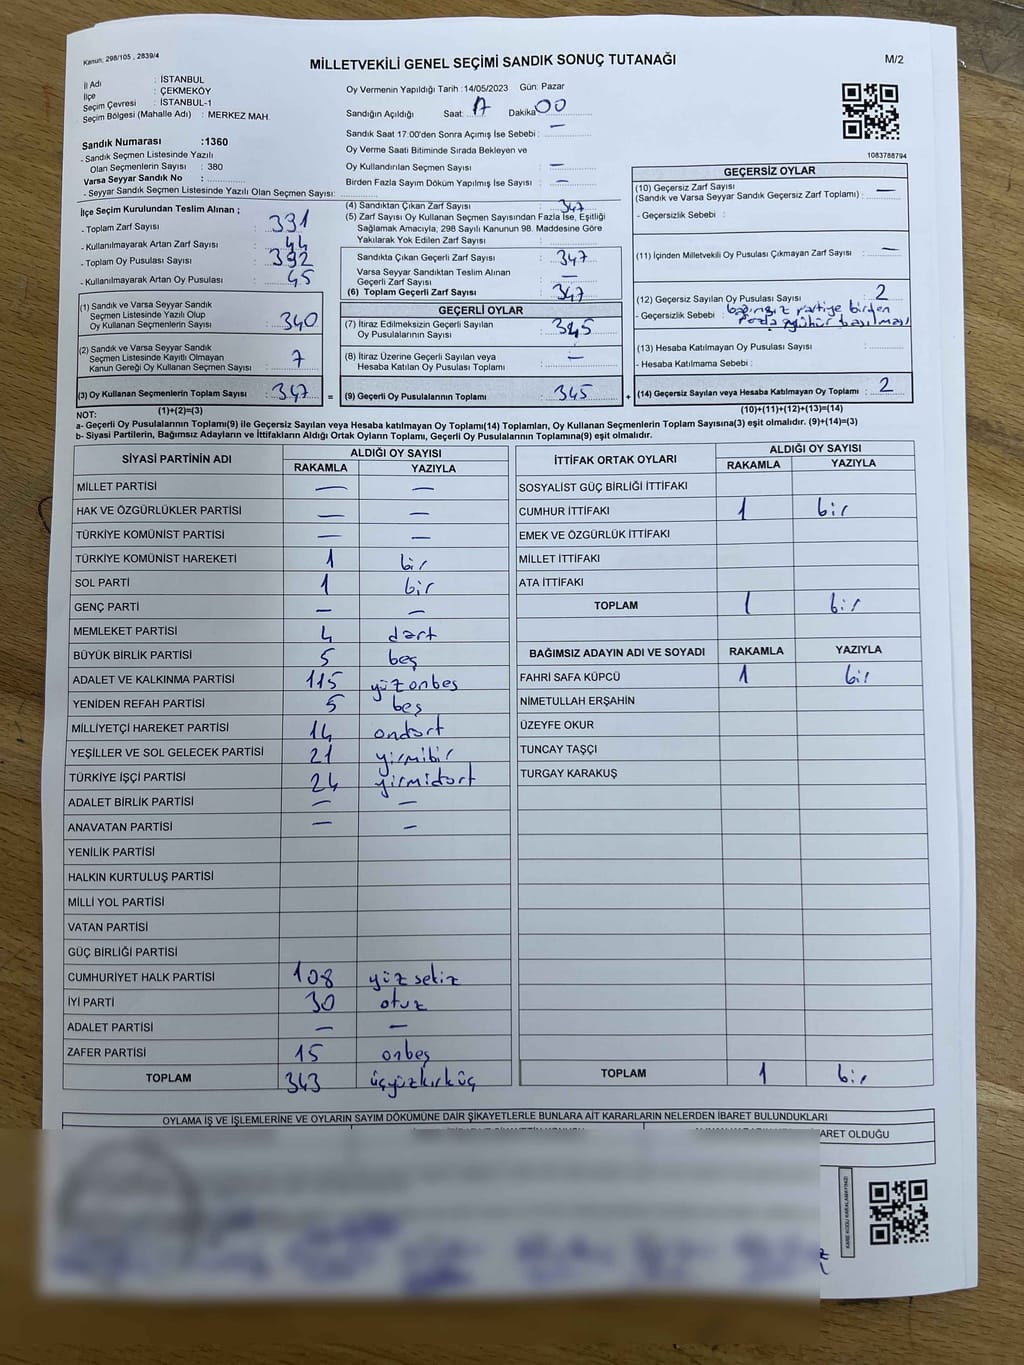 Kanun: 298/105 , 2839/4
MİLLETVEKİLİ GENEL SEÇİMİ SANDIK SONUÇ TUTANAĞI
M/2
İl Adı : İSTANBUL
İlçe : ÇEKMEKÖY
Seçim Çevresi : İSTANBUL-1
Seçim Bölgesi (Mahalle Adı) : MERKEZ MAH.
Sandık Numarası :1360
- Sandık Seçmen Listesinde Yazılı
Olan Seçmenlerin Sayısı : 380
Varsa Seyyar Sandık No :
- Seyyar Sandık Seçmen Listesinde Yazılı Olan Seçmen Sayısı:
Oy Vermenin Yapıldığı Tarih :14/05/2023 Gün: Pazar
Sandığın Açıldığı Saat: 17 Dakika 00
Sandık Saat 17:00'den Sonra Açılmış İse Sebebi : —
Oy Verme Saati Bitiminde Sırada Bekleyen ve
Oy Kullandırılan Seçmen Sayısı : —
Birden Fazla Sayım Döküm Yapılmış İse Sayısı : —
1083788794
İlçe Seçim Kurulundan Teslim Alınan ;
- Toplam Zarf Sayısı : 391
- Kullanılmayarak Artan Zarf Sayısı : 44
- Toplam Oy Pusulası Sayısı : 392
- Kullanılmayarak Artan Oy Pusulası : 45
(1) Sandık ve Varsa Seyyar Sandık
Seçmen Listesinde Yazılı Olup
Oy Kullanan Seçmenlerin Sayısı : 340
(2) Sandık ve Varsa Seyyar Sandık
Seçmen Listesinde Kayıtlı Olmayan
Kanun Gereği Oy Kullanan Seçmen Sayısı : 7
(3) Oy Kullanan Seçmenlerin Toplam Sayısı : 347 =
(1)+(2)=(3)
(4) Sandıktan Çıkan Zarf Sayısı : 347
(5) Zarf Sayısı Oy Kullanan Seçmen Sayısından Fazla İse, Eşitliği
Sağlamak Amacıyla, 298 Sayılı Kanunun 98. Maddesine Göre
Yakılarak Yok Edilen Zarf Sayısı :
Sandıkta Çıkan Geçerli Zarf Sayısı : 347
Varsa Seyyar Sandıktan Teslim Alınan
Geçerli Zarf Sayısı : —
(6) Toplam Geçerli Zarf Sayısı : 347
GEÇERLİ OYLAR
(7) İtiraz Edilmeksizin Geçerli Sayılan
Oy Pusulalarının Sayısı : 345
(8) İtiraz Üzerine Geçerli Sayılan veya
Hesaba Katılan Oy Pusulası Toplamı : —
(9) Geçerli Oy Pusulalarının Toplamı : 345 +
GEÇERSİZ OYLAR
(10) Geçersiz Zarf Sayısı : —
(Sandık ve Varsa Seyyar Sandık Geçersiz Zarf Toplamı)
- Geçersizlik Sebebi :
(11) İçinden Milletvekili Oy Pusulası Çıkmayan Zarf Sayısı : —
(12) Geçersiz Sayılan Oy Pusulası Sayısı : 2
- Geçersizlik Sebebi : bağımsız partiye birden
fazla mühür basılması
(13) Hesaba Katılmayan Oy Pusulası Sayısı :
- Hesaba Katılmama Sebebi :
(14) Geçersiz Sayılan veya Hesaba Katılmayan Oy Toplamı : 2
(10)+(11)+(12)+(13)=(14)
NOT:
a- Geçerli Oy Pusulalarının Toplamı(9) ile Geçersiz Sayılan veya Hesaba katılmayan Oy Toplamı(14) Toplamları, Oy Kullanan Seçmenlerin Toplam Sayısına(3) eşit olmalıdır. (9)+(14)=(3)
b- Siyasi Partilerin, Bağımsız Adayların ve İttifakların Aldığı Ortak Oyların Toplamı, Geçerli Oy Pusulalarının Toplamına(9) eşit olmalıdır.
SİYASİ PARTİNİN ADI ALDIĞI OY SAYISI
RAKAMLA YAZIYLA
MİLLET PARTİSİ — —
HAK VE ÖZGÜRLÜKLER PARTİSİ — —
TÜRKİYE KOMÜNİST PARTİSİ — —
TÜRKİYE KOMÜNİST HAREKETİ 1 bir
SOL PARTİ 1 bir
GENÇ PARTİ — —
MEMLEKET PARTİSİ 4 dört
BÜYÜK BİRLİK PARTİSİ 5 beş
ADALET VE KALKINMA PARTİSİ 115 yüzonbeş
YENİDEN REFAH PARTİSİ 5 beş
MİLLİYETÇİ HAREKET PARTİSİ 14 ondört
YEŞİLLER VE SOL GELECEK PARTİSİ 21 yirmibir
TÜRKİYE İŞÇİ PARTİSİ 24 yirmidört
ADALET BİRLİK PARTİSİ — —
ANAVATAN PARTİSİ — —
YENİLİK PARTİSİ
HALKIN KURTULUŞ PARTİSİ
MİLLİ YOL PARTİSİ
VATAN PARTİSİ
GÜÇ BİRLİĞİ PARTİSİ
CUMHURİYET HALK PARTİSİ 108 yüzsekiz
İYİ PARTİ 30 otuz
ADALET PARTİSİ — —
ZAFER PARTİSİ 15 onbeş
TOPLAM 343 üçyüzkırküç
İTTİFAK ORTAK OYLARI ALDIĞI OY SAYISI
RAKAMLA YAZIYLA
SOSYALİST GÜÇ BİRLİĞİ İTTİFAKI
CUMHUR İTTİFAKI 1 bir
EMEK VE ÖZGÜRLÜK İTTİFAKI
MİLLET İTTİFAKI
ATA İTTİFAKI
TOPLAM 1 bir
BAĞIMSIZ ADAYIN ADI VE SOYADI RAKAMLA YAZIYLA
FAHRİ SAFA KÜPCÜ 1 bir
NİMETULLAH ERŞAHİN
ÜZEYFE OKUR
TUNCAY TAŞÇI
TURGAY KARAKUŞ
TOPLAM 1 bir
OYLAMA İŞ VE İŞLEMLERİNE VE OYLARIN SAYIM DÖKÜMÜNE DAİR ŞİKAYETLERLE BUNLARA AİT KARARLARIN NELERDEN İBARET BULUNDUKLARI
OLDUĞU